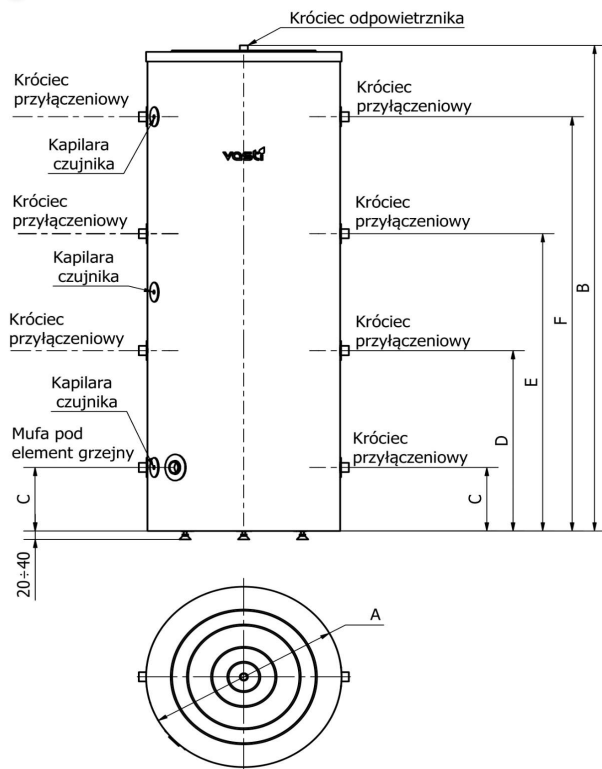 Króciec odpowietrznika
Króciec
przyłączeniowy
Króciec
przyłączeniowy
Kapilara
czujnika
vasti
Króciec
przyłączeniowy
Króciec
przyłączeniowy
Kapilara
czujnika
Króciec
przyłączeniowy
Króciec
przyłączeniowy
Kapilara
czujnika
Mufa pod
element grzejny
Króciec
przyłączeniowy
B
F
E
D
C
C
20÷40
A